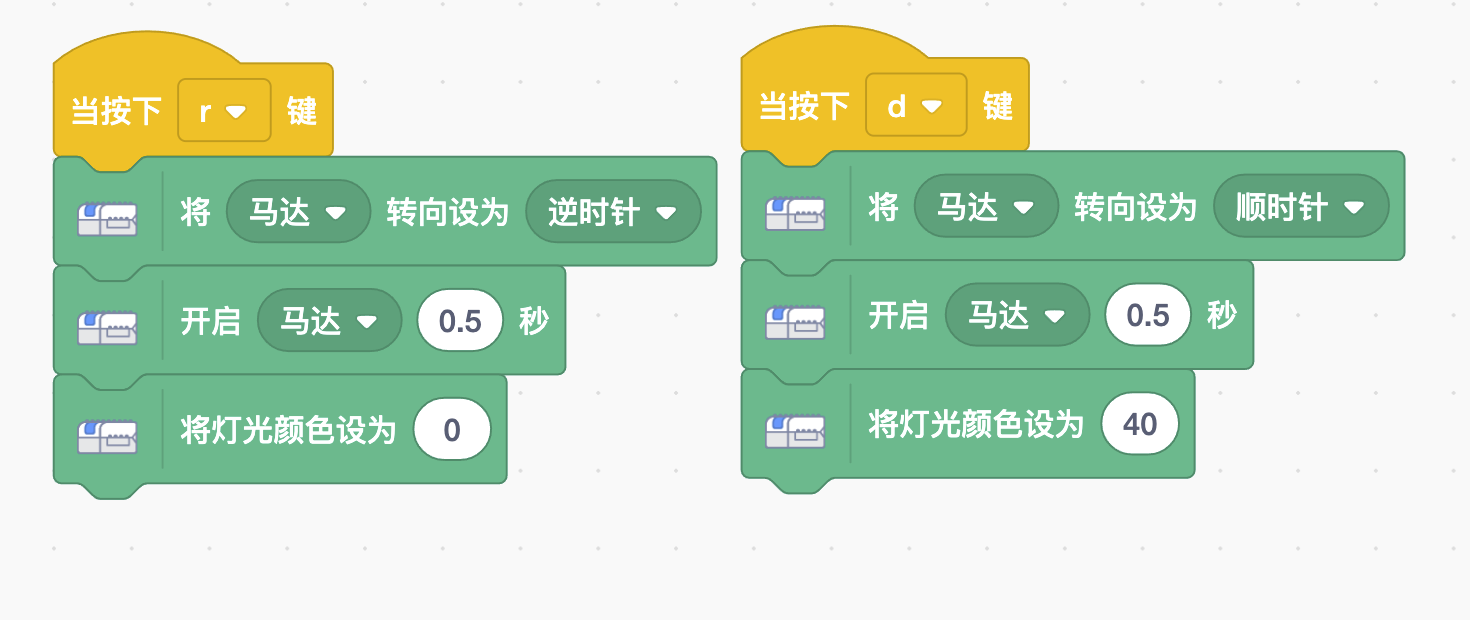 当按下 r 键
将 马达 转向设为 逆时针
开启 马达 0.5 秒
将灯光颜色设为 0
当按下 d 键
将 马达 转向设为 顺时针
开启 马达 0.5 秒
将灯光颜色设为 40